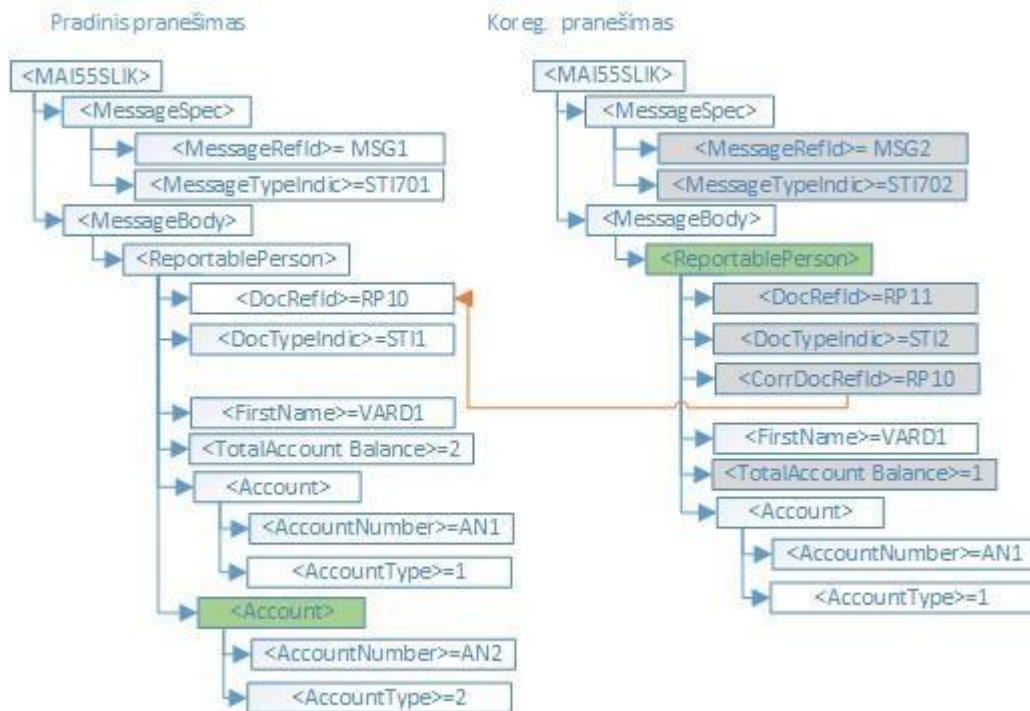 Pradinis pranešimas
<MAI55SLIK>
<MessageSpec>
<MessageRefId>= MSG1
<MessageTypeIndic>=STI701
<MessageBody>
<ReportablePerson>
<DocRefId>=RP10
<DocTypeIndic>=STI1
<FirstName>=VARD1
<TotalAccount Balance>=2
<Account>
<AccountNumber>=AN1
<AccountType>=1
<Account>
<AccountNumber>=AN2
<AccountType>=2
Koreg. pranešimas
<MAI55SLIK>
<MessageSpec>
<MessageRefId>= MSG2
<MessageTypeIndic>=STI702
<MessageBody>
<ReportablePerson>
<DocRefId>=RP11
<DocTypeIndic>=STI2
<CorrDocRefId>=RP10
<FirstName>=VARD1
<TotalAccount Balance>=1
<Account>
<AccountNumber>=AN1
<AccountType>=1